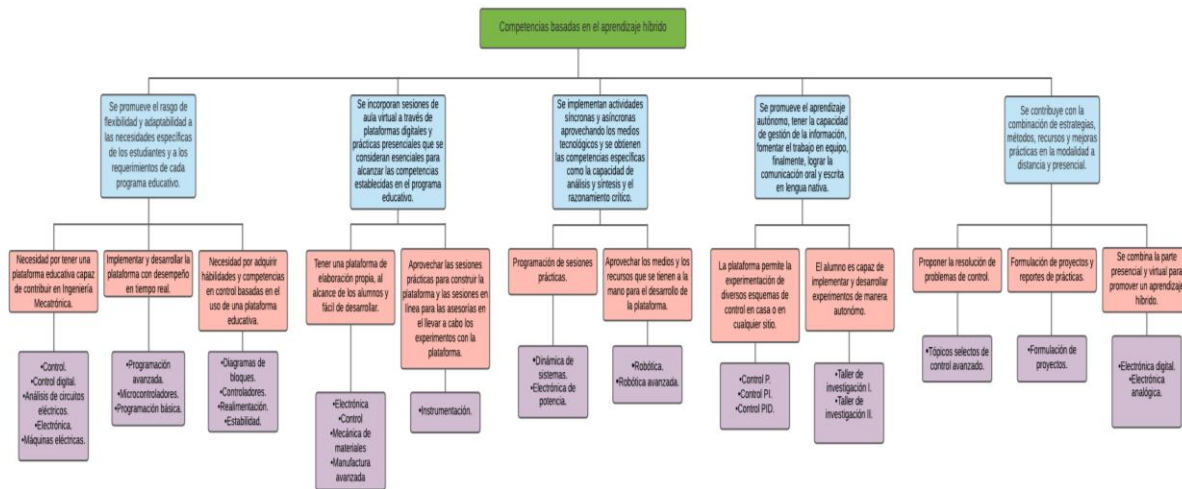 Competencias basadas en el aprendizaje híbrido
Se promueve el rasgo de
flexibilidad y adaptabilidad a
las necesidades específicas
de los estudiantes y a los
requerimientos de cada
programa educativo.
Se incorporan sesiones de
aula virtual a través de
plataformas digitales y
prácticas presenciales que se
consideran esenciales para
alcanzar las competencias
establecidas en el programa
educativo.
Se implementan actividades
síncronas y asíncronas
aprovechando los medios
tecnológicos y se obtienen
las competencias específicas
como la capacidad de
análisis y síntesis y el
razonamiento crítico.
Se promueve el aprendizaje
autónomo, tener la capacidad
de gestión de la información,
fomentar el trabajo en equipo,
finalmente, lograr la
comunicación oral y escrita
en lengua nativa.
Se contribuye con la
combinación de estrategias,
métodos, recursos y mejoras
prácticas en la modalidad a
distancia y presencial.
Necesidad por tener una
plataforma educativa capaz
de contribuir en Ingeniería
Mecatrónica.
Implementar y desarrollar la
plataforma con desempeño
en tiempo real.
Necesidad por adquirir
hábilidades y competencias
en control basadas en el
uso de una plataforma
educativa.
Tener una plataforma de
elaboración propia, al
alcance de los alumnos y
fácil de desarrollar.
Aprovechar las sesiones
prácticas para construir la
plataforma y las sesiones en
línea para las asesorías en
el llevar a cabo los
experimentos con la
plataforma.
Programación de sesiones
prácticas.
Aprovechar los medios y los
recursos que se tienen a la
mano para el desarrollo de
la plataforma.
La plataforma permite la
experimentación de
diversos esquemas de
control en casa o en
cualquier sitio.
El alumno es capaz de
implementar y desarrollar
experimentos de manera
autonómo.
Proponer la resolución de
problemas de control.
Formulación de proyectos y
reportes de prácticas.
Se combina la parte
presencial y virtual para
promover un aprendizaje
híbrido.
•Control.
•Control digital.
•Análisis de circuitos
eléctricos.
•Electrónica.
•Máquinas eléctricas.
•Programación
avanzada.
•Microcontroladores.
•Programación básica.
•Diagramas de
bloques.
•Controladores.
•Realimentación.
•Estabilidad.
•Electrónica
•Control
•Mecánica de
materiales
•Manufactura
avanzada
•Instrumentación.
•Dinámica de
sistemas.
•Electrónica de
potencia.
•Robótica.
•Robótica avanzada.
•Control P.
•Control PI.
•Control PID.
•Taller de
investigación I.
•Taller de
investigación II.
•Tópicos selectos de
control avanzado.
•Formulación de
proyectos.
•Electrónica digital.
•Electrónica
analógica.